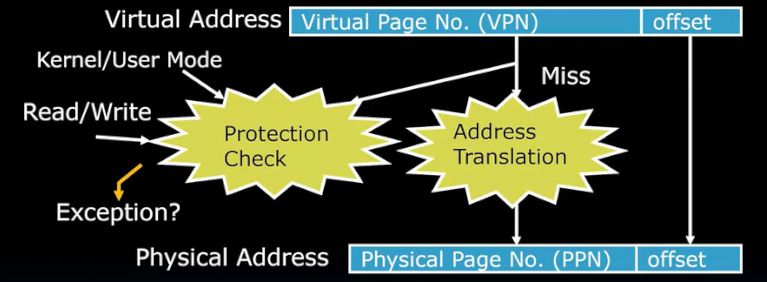 Virtual Address
Virtual Page No. (VPN)
offset
Kernel/User Mode
Miss
Read/Write
Protection
Check
Address
Translation
Exception?
Physical Address
Physical Page No. (PPN)
offset